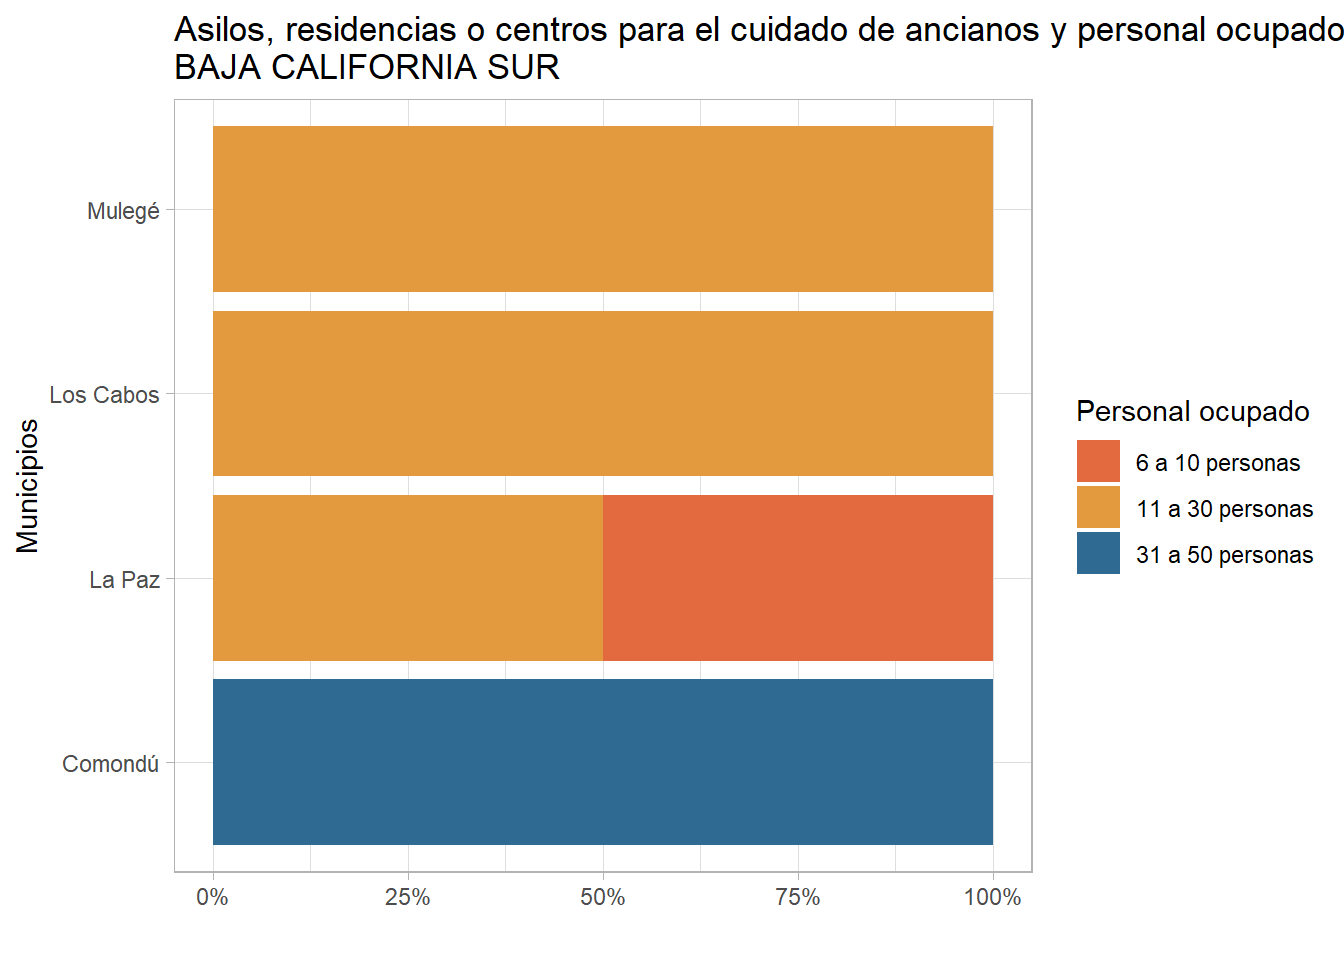 Asilos, residencias o centros para el cuidado de ancianos y personal ocupado
BAJA CALIFORNIA SUR
Mulegé
Los Cabos
La Paz
Comondú
Municipios
0%
25%
50%
75%
100%
Personal ocupado
6 a 10 personas
11 a 30 personas
31 a 50 personas